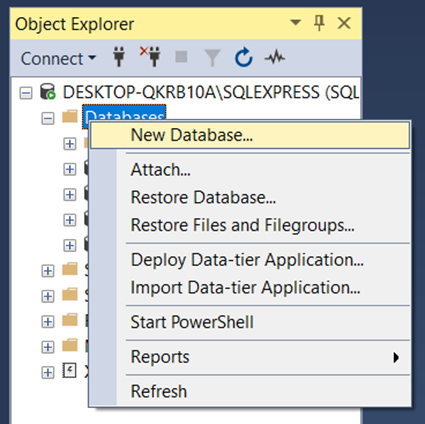 Object Explorer
Connect
DESKTOP-QKRB10A\SQLEXPRESS (SQL
Databases
New Database...
Attach...
Restore Database...
Restore Files and Filegroups...
Deploy Data-tier Application...
Import Data-tier Application...
Start PowerShell
Reports
Refresh